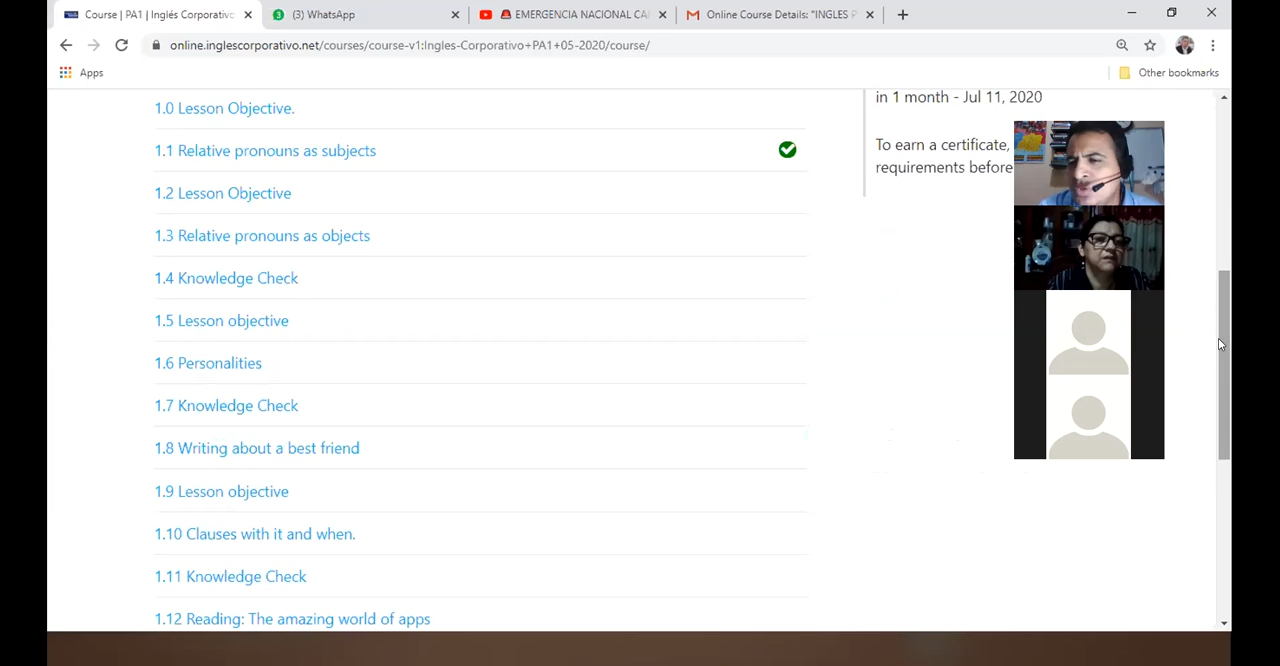 Course | PA1 | Inglés Corporativo
(3) WhatsApp
EMERGENCIA NACIONAL CA
Online Course Details: "INGLES P
online.inglescorporativo.net/courses/course-v1:Ingles-Corporativo+PA1+05-2020/course/
Apps
Other bookmarks
1.0 Lesson Objective.
in 1 month - Jul 11, 2020
1.1 Relative pronouns as subjects
To earn a certificate,
requirements before
1.2 Lesson Objective
1.3 Relative pronouns as objects
1.4 Knowledge Check
1.5 Lesson objective
1.6 Personalities
1.7 Knowledge Check
1.8 Writing about a best friend
1.9 Lesson objective
1.10 Clauses with it and when.
1.11 Knowledge Check
1.12 Reading: The amazing world of apps